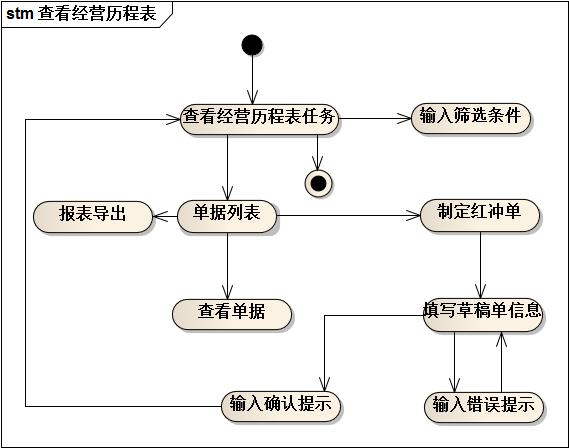 stm 查看经营历程表
查看经营历程表任务
输入筛选条件
报表导出
单据列表
制定红冲单
查看单据
填写草稿单信息
输入确认提示
输入错误提示